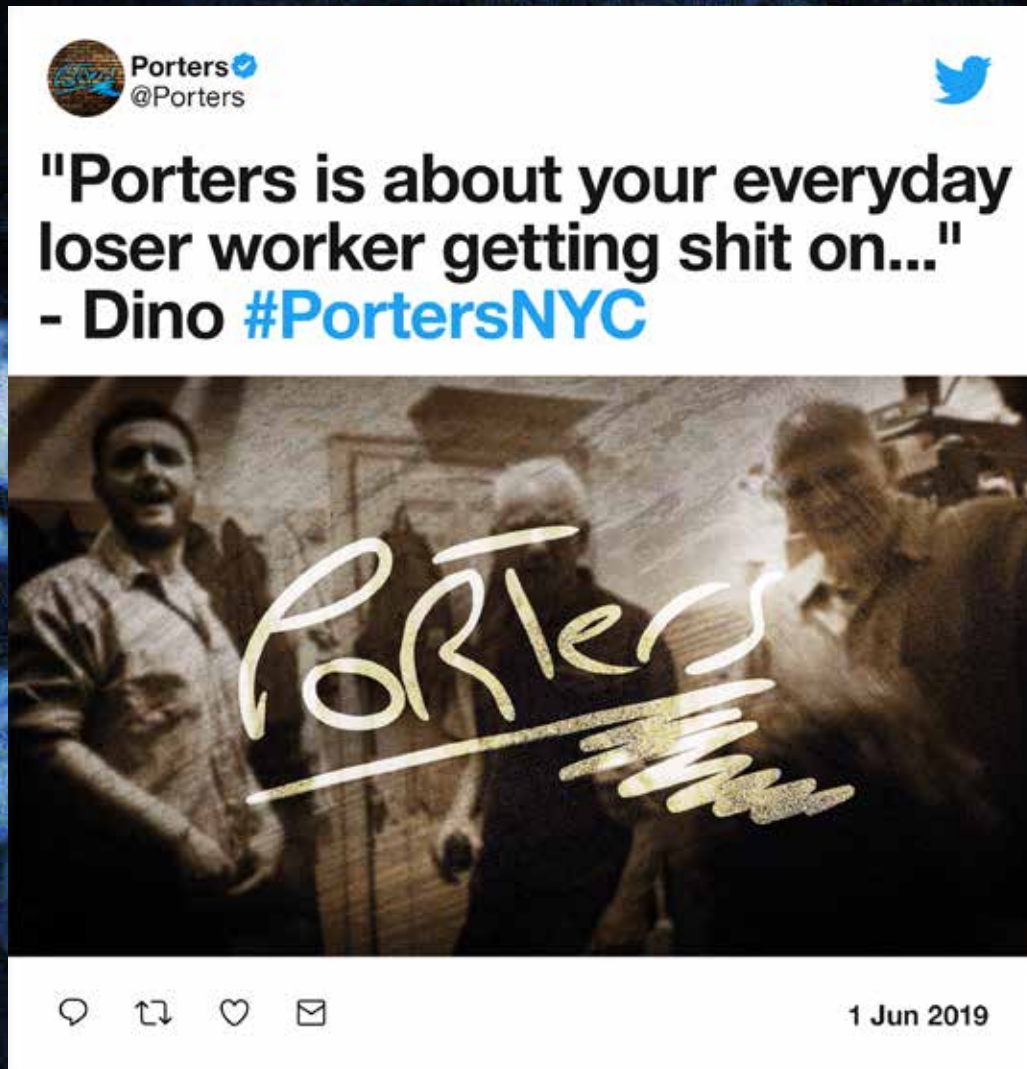 Porters
@Porters
"Porters is about your everyday
loser worker getting shit on..."
- Dino #PortersNYC
PORTers
1 Jun 2019